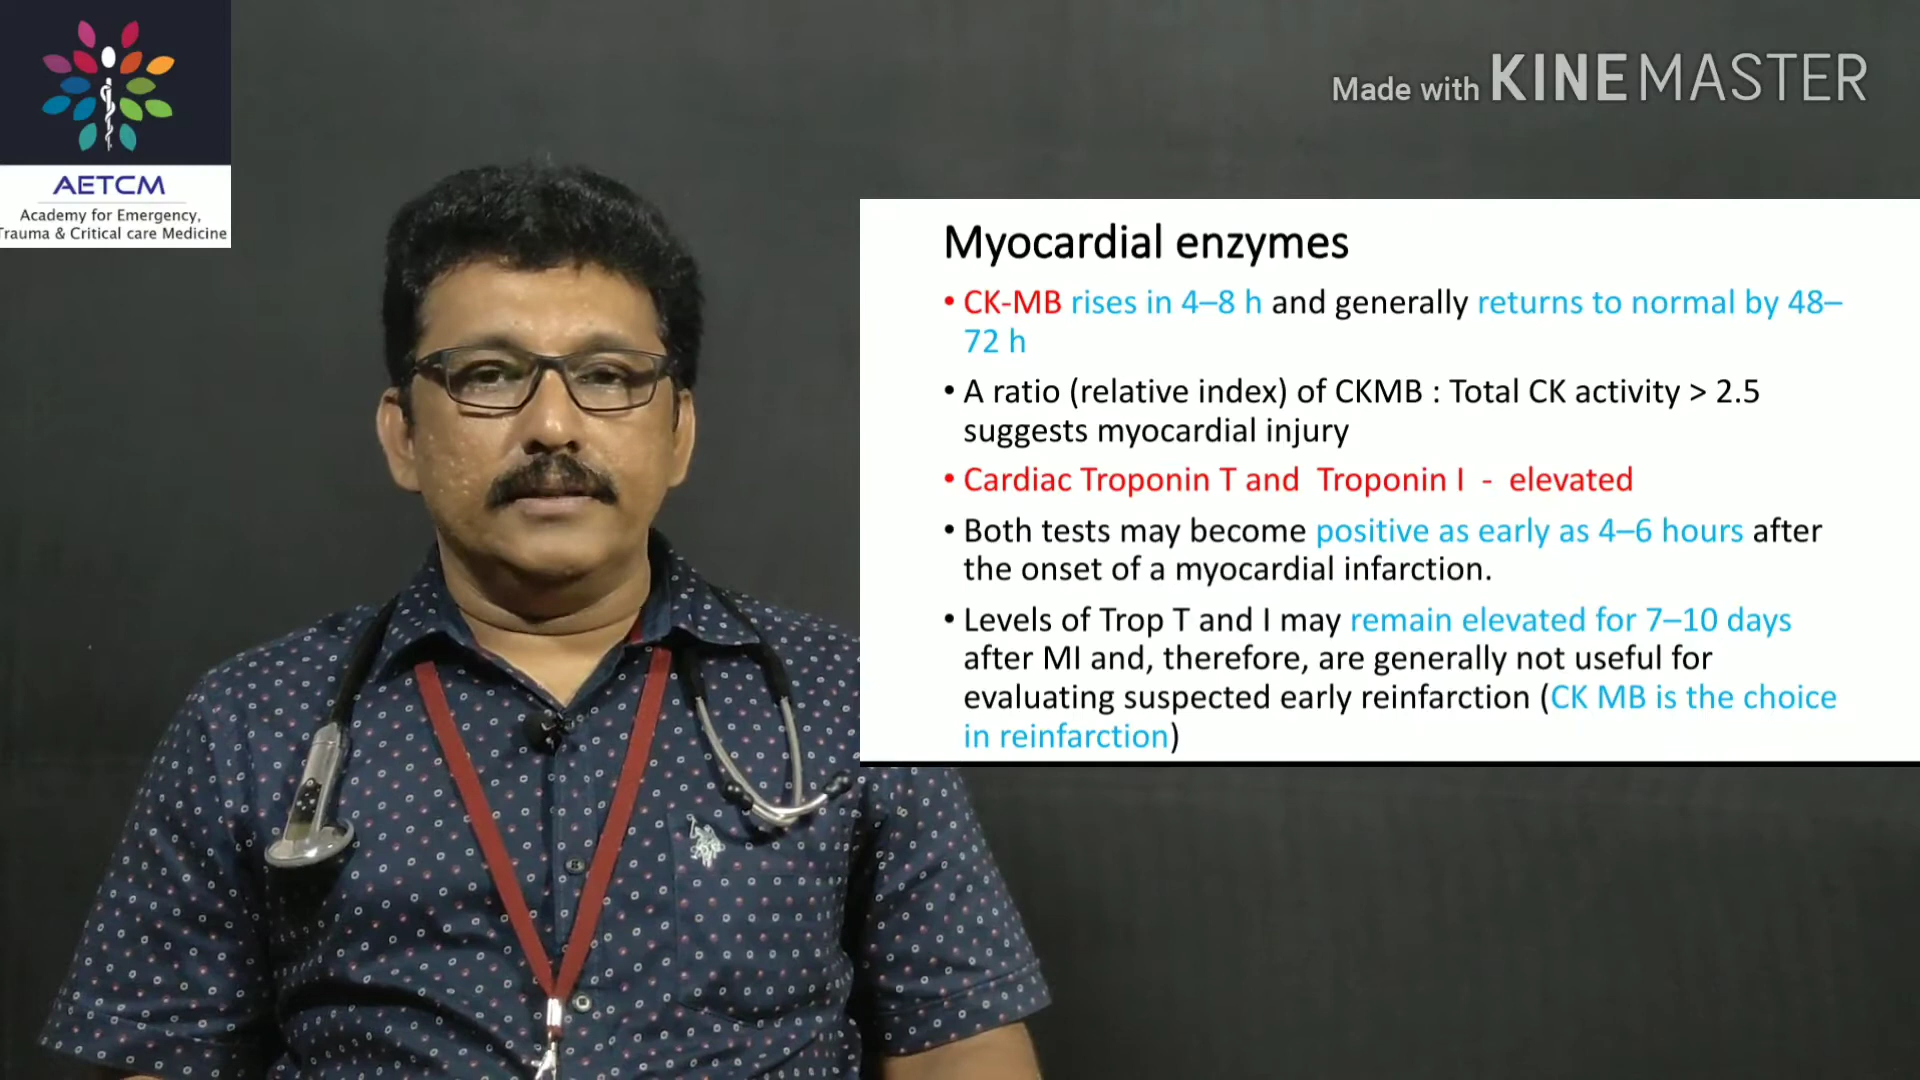 Made with KINEMASTER
AETCM
Academy for Emergency,
Trauma & Critical care Medicine
Myocardial enzymes
• CK-MB rises in 4–8 h and generally returns to normal by 48–
72 h
• A ratio (relative index) of CKMB : Total CK activity > 2.5
suggests myocardial injury
• Cardiac Troponin T and Troponin I - elevated
• Both tests may become positive as early as 4–6 hours after
the onset of a myocardial infarction.
• Levels of Trop T and I may remain elevated for 7–10 days
after MI and, therefore, are generally not useful for
evaluating suspected early reinfarction (CK MB is the choice
in reinfarction)